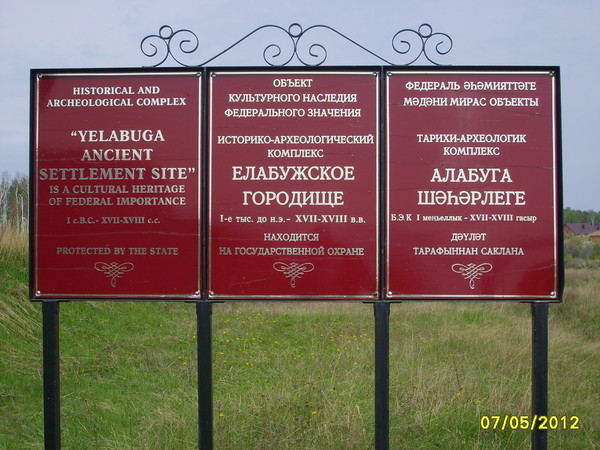 HISTORICAL AND
ARCHEOLOGICAL COMPLEX
“YELABUGA
ANCIENT
SETTLEMENT SITE”
IS A CULTURAL HERITAGE
OF FEDERAL IMPORTANCE
I c.B.C.- XVII-XVIII c.c.
PROTECTED BY THE STATE
ОБЪЕКТ
КУЛЬТУРНОГО НАСЛЕДИЯ
ФЕДЕРАЛЬНОГО ЗНАЧЕНИЯ
ИСТОРИКО-АРХЕОЛОГИЧЕСКИЙ
КОМПЛЕКС
ЕЛАБУЖСКОЕ
ГОРОДИЩЕ
I-е тыс. до н.э.- XVII-XVIII в.в.
НАХОДИТСЯ
НА ГОСУДАРСТВЕННОЙ ОХРАНЕ
ФЕДЕРАЛЬ ӘҺӘМИЯТТӘГЕ
МӘДӘНИ МИРАС ОБЪЕКТЫ
ТАРИХИ-АРХЕОЛОГИК
КОМПЛЕКС
АЛАБУГА
ШӘҺӘРЛЕГЕ
Б.Э.К I меңьеллык - XVII-XVIII гасыр
ДӘҮЛӘТ
ТАРАФЫННАН САКЛАНА
07/05/2012